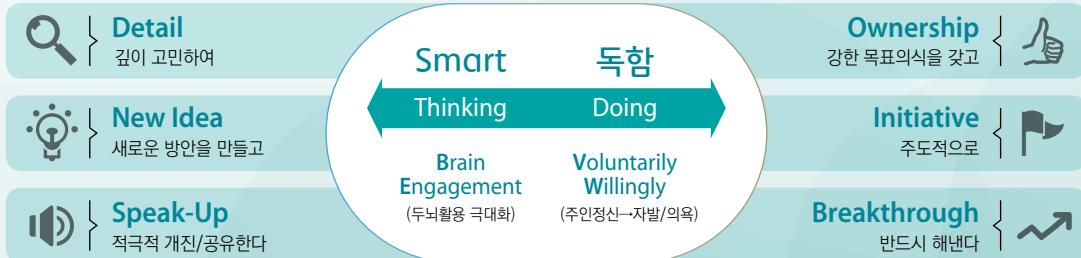 Detail
깊이 고민하여
New Idea
새로운 방안을 만들고
Speak-Up
적극적 개진/공유한다
Smart 독함
Thinking Doing
Brain
Engagement
(두뇌활용 극대화)
Voluntarily
Willingly
(주인정신→자발/의욕)
Ownership
강한 목표의식을 갖고
Initiative
주도적으로
Breakthrough
반드시 해낸다